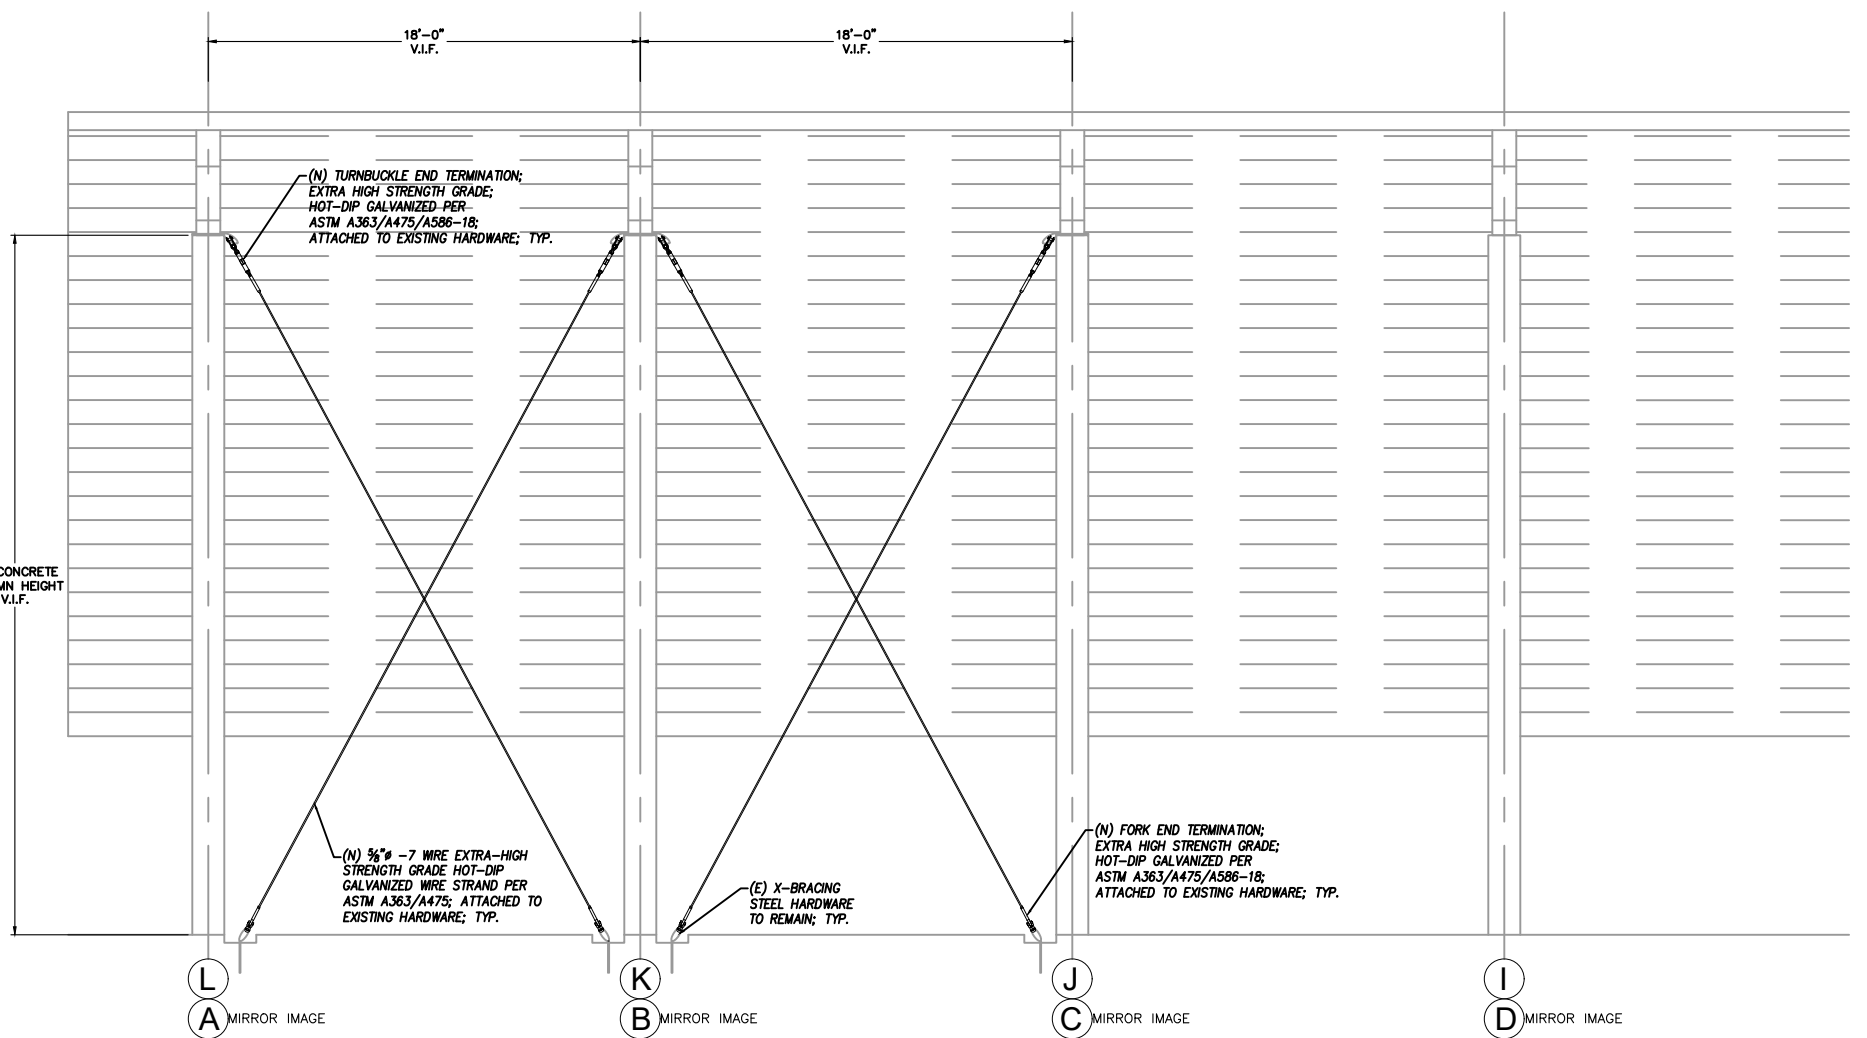 18'-0"
V.I.F.
18'-0"
V.I.F.
(N) TURNBUCKLE END TERMINATION;
EXTRA HIGH STRENGTH GRADE;
HOT-DIP GALVANIZED PER
ASTM A363/A475/A586-18;
ATTACHED TO EXISTING HARDWARE; TYP.
CONCRETE
MN HEIGHT
V.I.F.
(N) 5/8"ø -7 WIRE EXTRA-HIGH
STRENGTH GRADE HOT-DIP
GALVANIZED WIRE STRAND PER
ASTM A363/A475; ATTACHED TO
EXISTING HARDWARE; TYP.
(E) X-BRACING
STEEL HARDWARE
TO REMAIN; TYP.
(N) FORK END TERMINATION;
EXTRA HIGH STRENGTH GRADE;
HOT-DIP GALVANIZED PER
ASTM A363/A475/A586-18;
ATTACHED TO EXISTING HARDWARE; TYP.
L
K
J
I
A MIRROR IMAGE
B MIRROR IMAGE
C MIRROR IMAGE
D MIRROR IMAGE